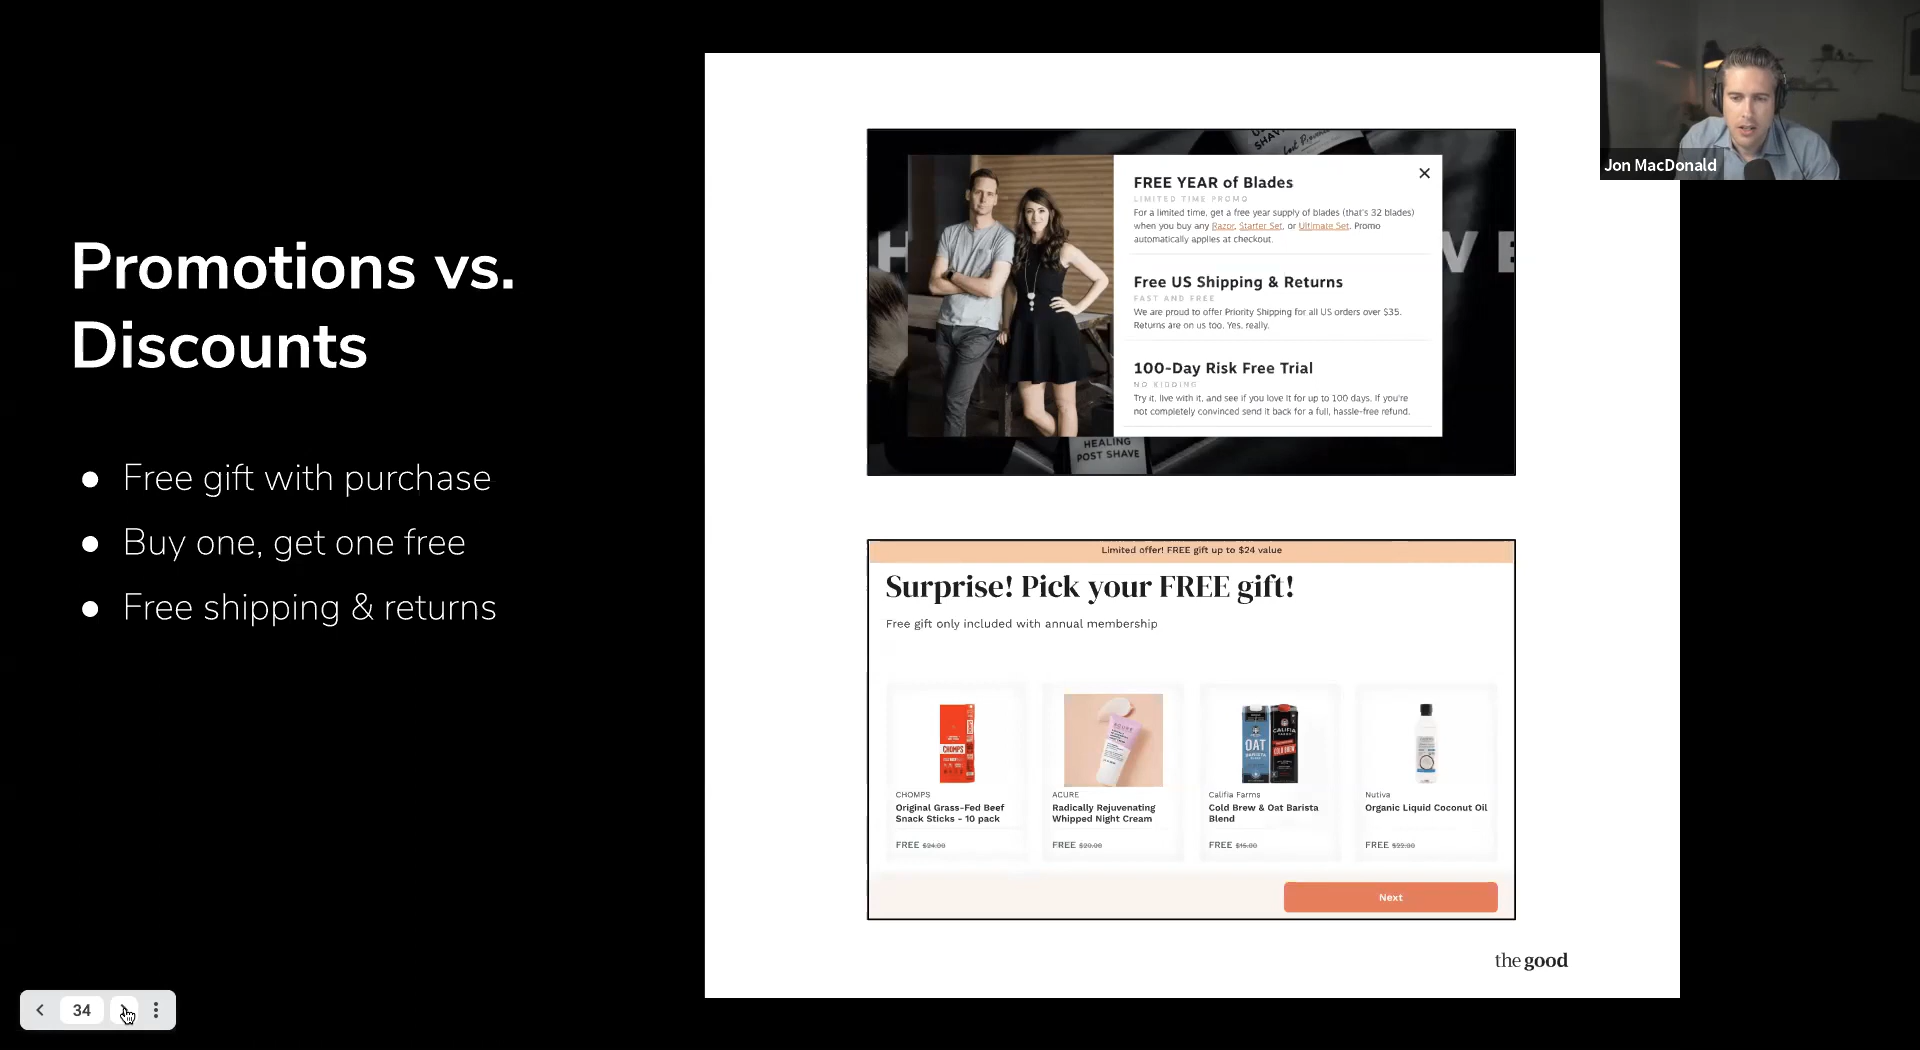 Promotions vs.
Discounts
● Free gift with purchase
● Buy one, get one free
● Free shipping & returns
FREE YEAR of Blades
LIMITED TIME PROMO
For a limited time, get a free year supply of blades (that's 32 blades)
when you buy any Razor, Starter Set, or Ultimate Set. Promo
automatically applies at checkout.
Free US Shipping & Returns
FAST AND FREE
We are proud to offer Priority Shipping for all US orders over $35.
Returns are on us too. Yes, really.
100-Day Risk Free Trial
NO KIDDING
Try it, live with it, and see if you love it for up to 100 days. If you're
not completely convinced send it back for a full, hassle-free refund.
HEALING
POST SHAVE
Limited offer! FREE gift up to $24 value
Surprise! Pick your FREE gift!
Free gift only included with annual membership
CHOMPS
OAT
CALIFIA
COLD BREW
CHOMPS
Original Grass-Fed Beef
Snack Sticks - 10 pack
FREE $24.00
ACURE
Radically Rejuvenating
Whipped Night Cream
FREE $20.00
Califia Farms
Cold Brew & Oat Barista
Blend
FREE
Nutiva
Organic Liquid Coconut Oil
FREE $22.00
Next
the good
Jon MacDonald
34